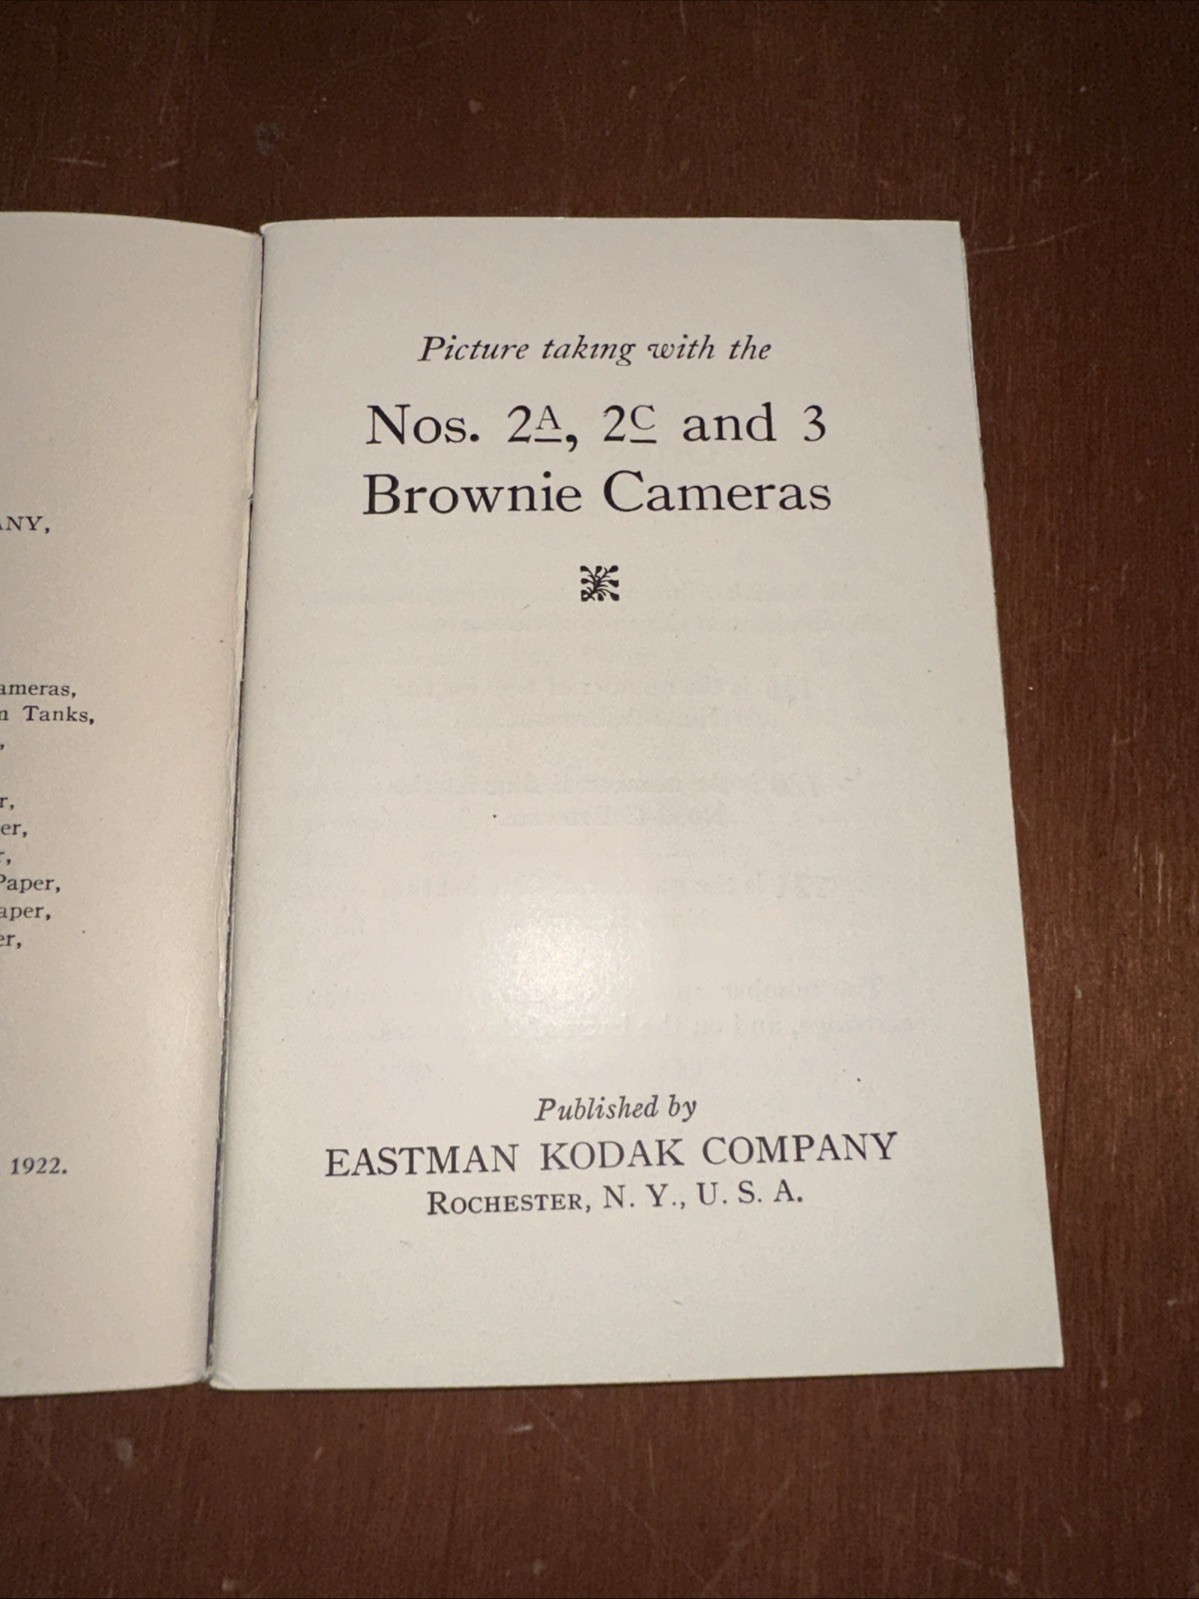 ANY,
ameras,
n Tanks,
,
r,
er,
r,
Paper,
aper,
er,
1922.
Picture taking with the
Nos. 2A, 2C and 3
Brownie Cameras
Published by
EASTMAN KODAK COMPANY
ROCHESTER, N. Y., U. S. A.